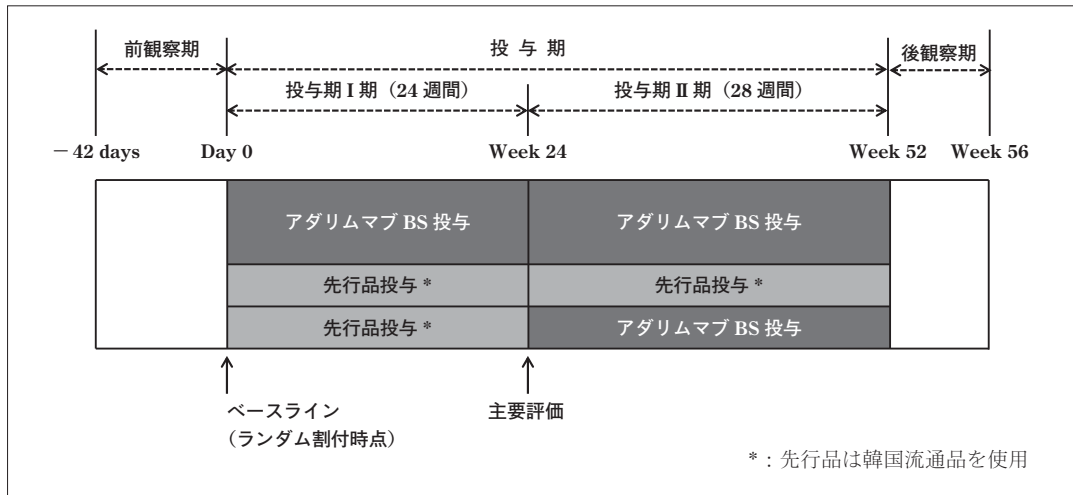 前観察期 投 与 期 後観察期
投与期 I 期（24 週間） 投与期 II 期（28 週間）
－42 days Day 0 Week 24 Week 52 Week 56
アダリムマブ BS 投与 アダリムマブ BS 投与
先行品投与 * 先行品投与 *
先行品投与 * アダリムマブ BS 投与
ベースライン 主要評価
（ランダム割付時点）
*：先行品は韓国流通品を使用